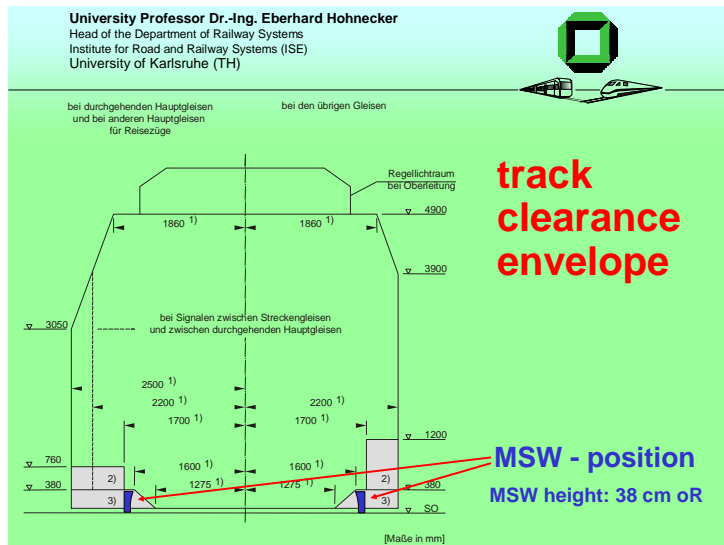 University Professor Dr.-Ing. Eberhard Hohnecker
Head of the Department of Railway Systems
Institute for Road and Railway Systems (ISE)
University of Karlsruhe (TH)
bei durchgehenden Hauptgleisen
und bei anderen Hauptgleisen
für Reisezüge
bei den übrigen Gleisen
Regellichtraum
bei Oberleitung
track
clearance
envelope
4900
1860 1) 1860 1)
3900
bei Signalen zwischen Streckengleisen
und zwischen durchgehenden Hauptgleisen
3050
2500 1)
2200 1) 2200 1)
1700 1) 1700 1)
1200
760
1600 1) 1600 1)
2) 2)
380 1275 1) 1275 1) 380
3) 3)
SO
MSW - position
MSW height: 38 cm oR
[Maße in mm]